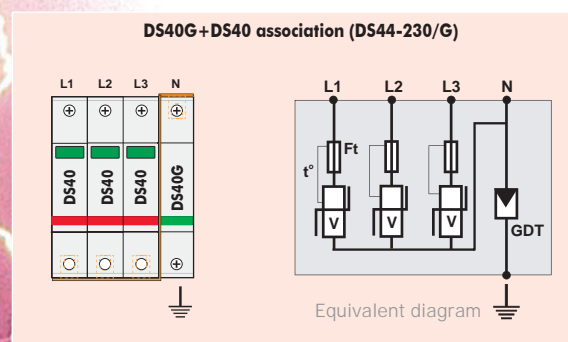 DS40G+DS40 association (DS44-230/G)
L1 L2 L3 N
DS40 DS40 DS40 DS40G
L1 L2 L3 N
Ft
t°
V V V
GDT
Equivalent diagram